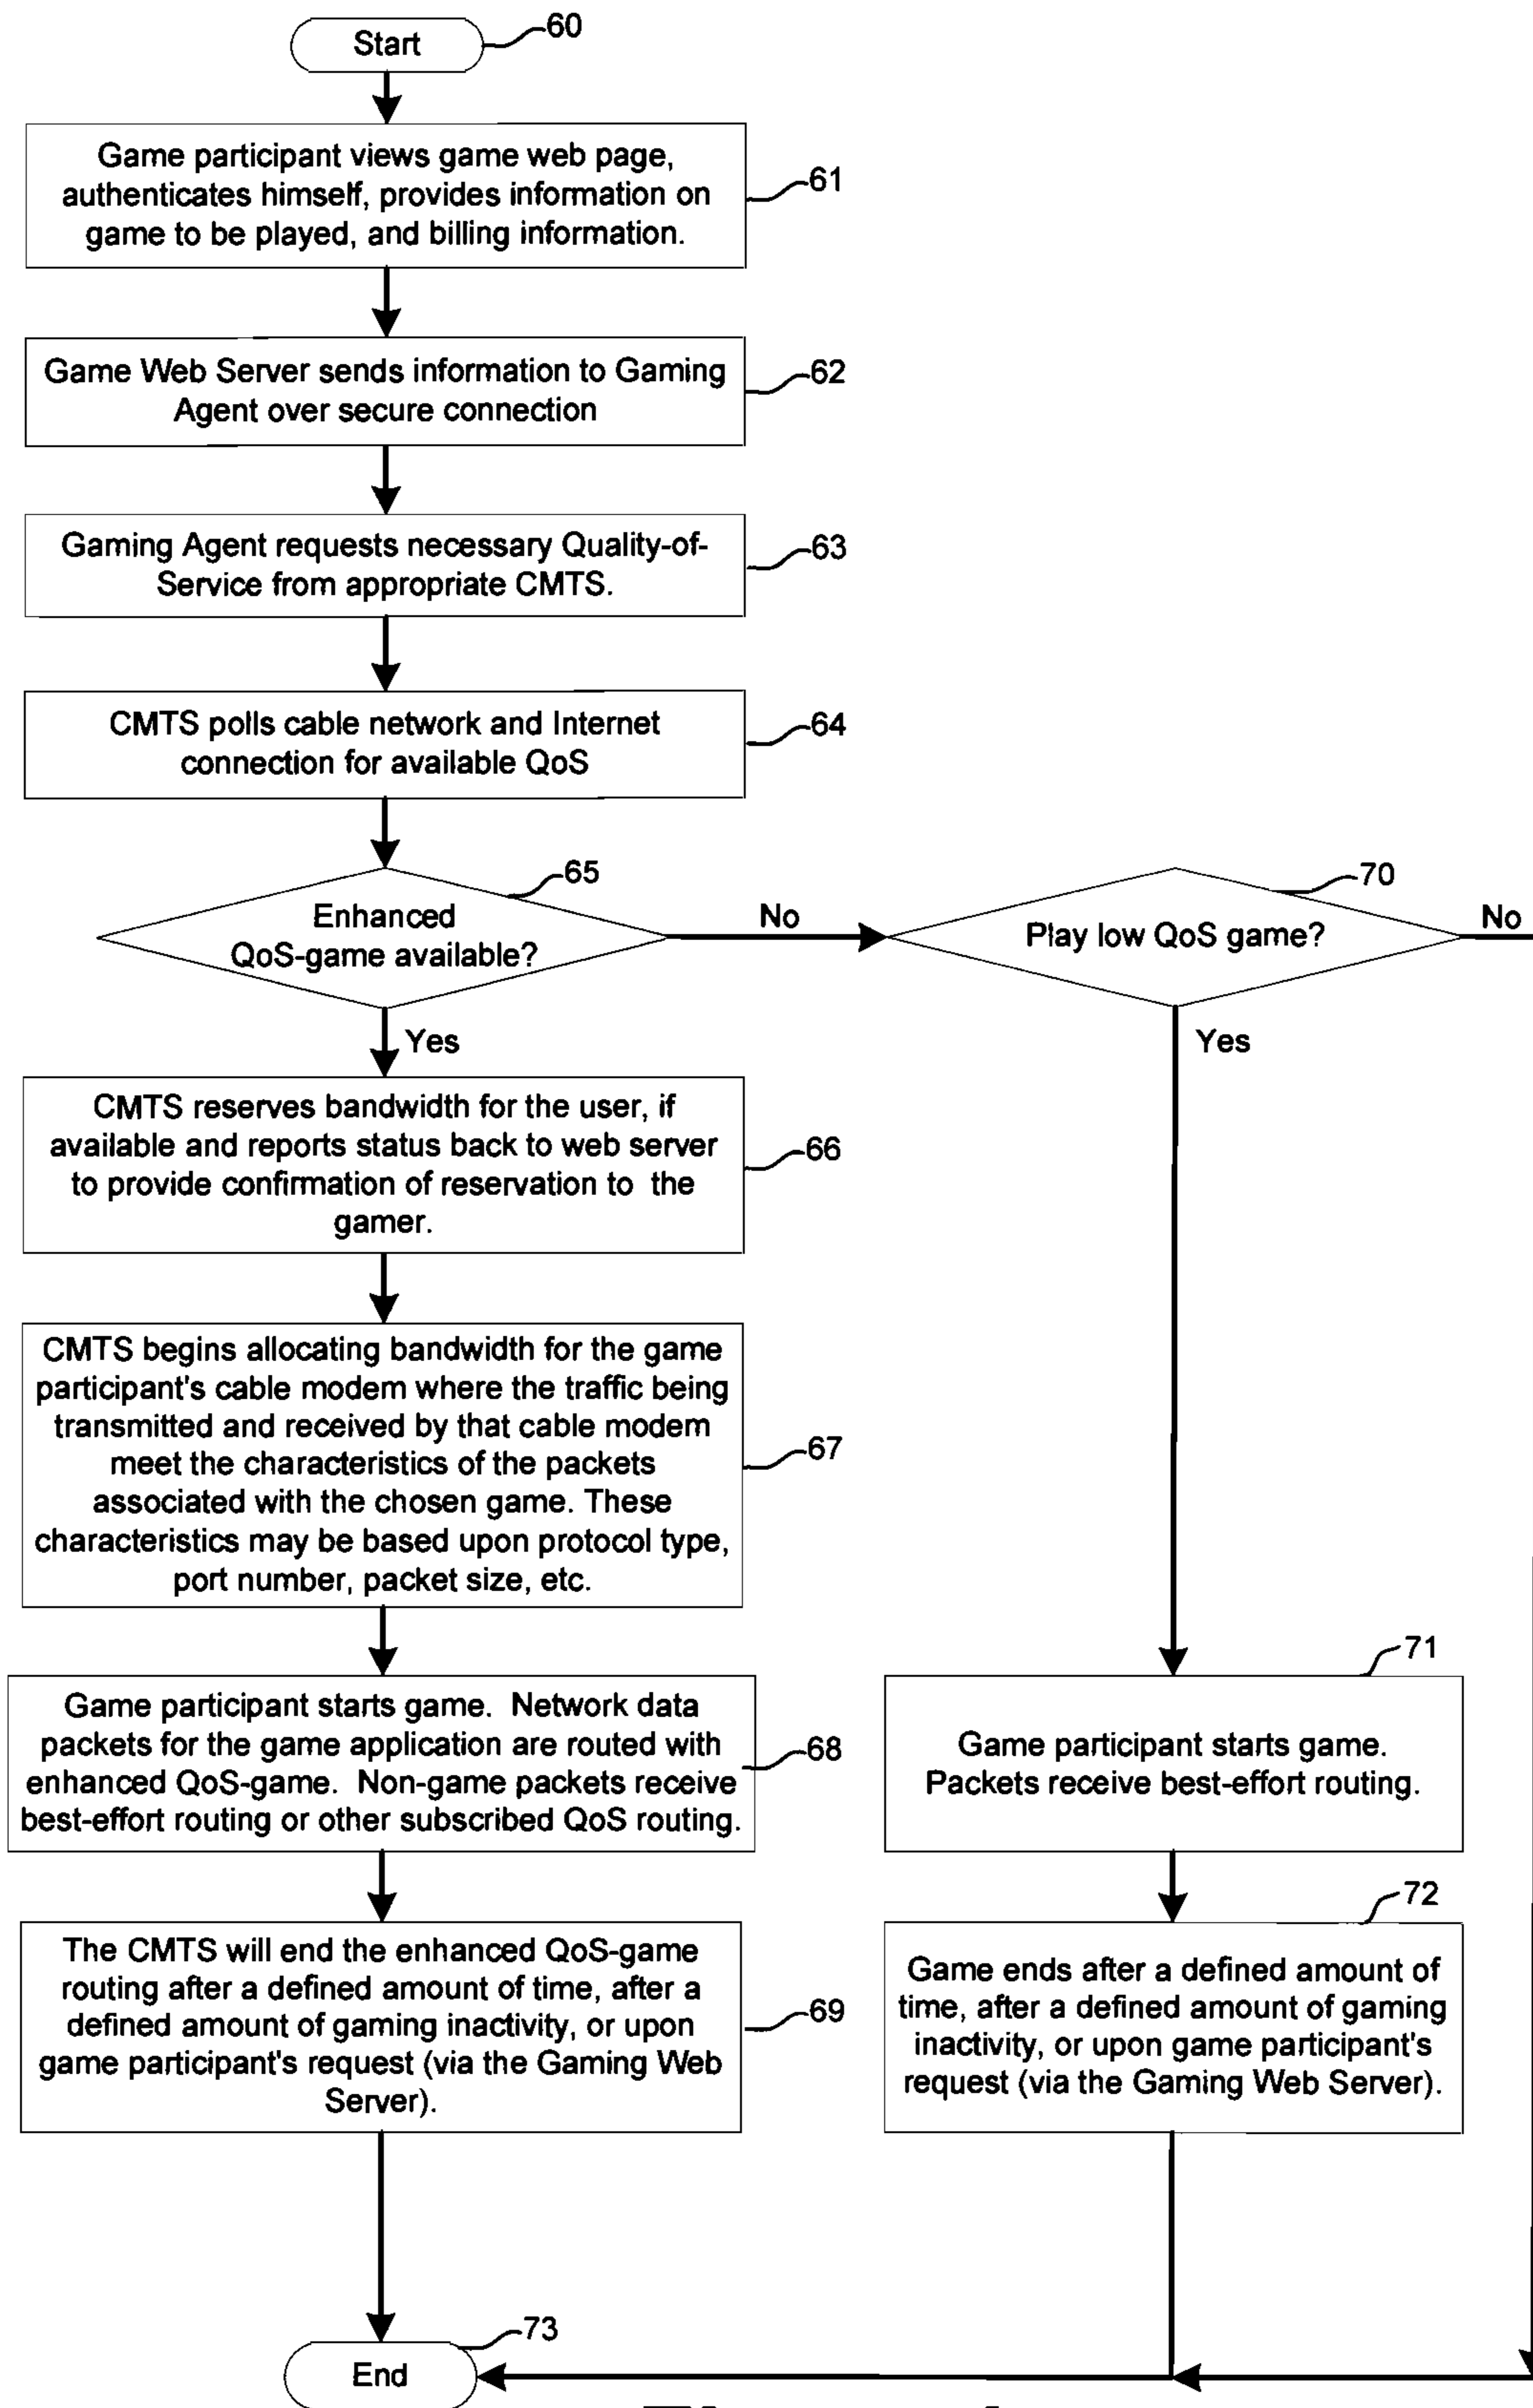 Start
60
Game participant views game web page,
authenticates himself, provides information on
game to be played, and billing information.
61
Game Web Server sends information to Gaming
Agent over secure connection
62
Gaming Agent requests necessary Quality-of-
Service from appropriate CMTS.
63
CMTS polls cable network and Internet
connection for available QoS
64
65
Enhanced
QoS-game available?
No
70
Play low QoS game?
No
Yes
Yes
CMTS reserves bandwidth for the user, if
available and reports status back to web server
to provide confirmation of reservation to the
gamer.
66
CMTS begins allocating bandwidth for the game
participant's cable modem where the traffic being
transmitted and received by that cable modem
meet the characteristics of the packets
associated with the chosen game. These
characteristics may be based upon protocol type,
port number, packet size, etc.
67
Game participant starts game. Network data
packets for the game application are routed with
enhanced QoS-game. Non-game packets receive
best-effort routing or other subscribed QoS routing.
68
71
Game participant starts game.
Packets receive best-effort routing.
The CMTS will end the enhanced QoS-game
routing after a defined amount of time, after a
defined amount of gaming inactivity, or upon
game participant's request (via the Gaming Web
Server).
69
72
Game ends after a defined amount of
time, after a defined amount of gaming
inactivity, or upon game participant's
request (via the Gaming Web Server).
73
End